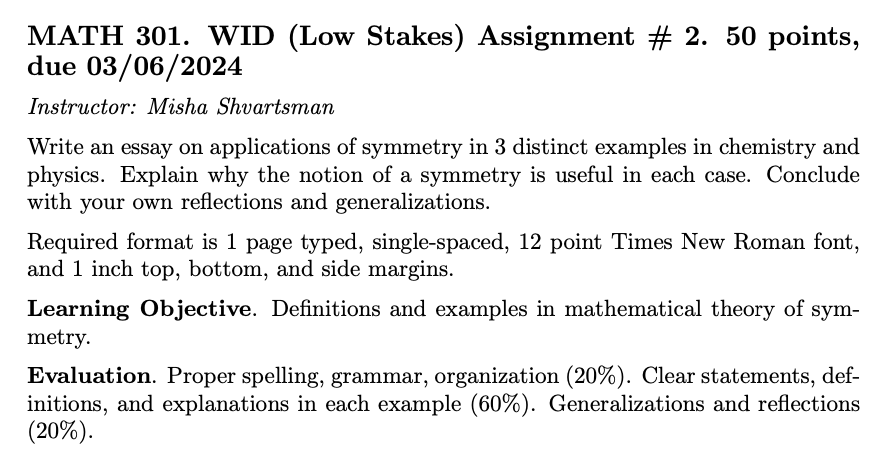 MATH 301. WID (Low Stakes) Assignment # 2. 50 points,
due 03/06/2024
Instructor: Misha Shvartsman
Write an essay on applications of symmetry in 3 distinct examples in chemistry and
physics. Explain why the notion of a symmetry is useful in each case. Conclude
with your own reflections and generalizations.
Required format is 1 page typed, single-spaced, 12 point Times New Roman font,
and 1 inch top, bottom, and side margins.
Learning Objective. Definitions and examples in mathematical theory of sym-
metry.
Evaluation. Proper spelling, grammar, organization (20%). Clear statements, def-
initions, and explanations in each example (60%). Generalizations and reflections
(20%).